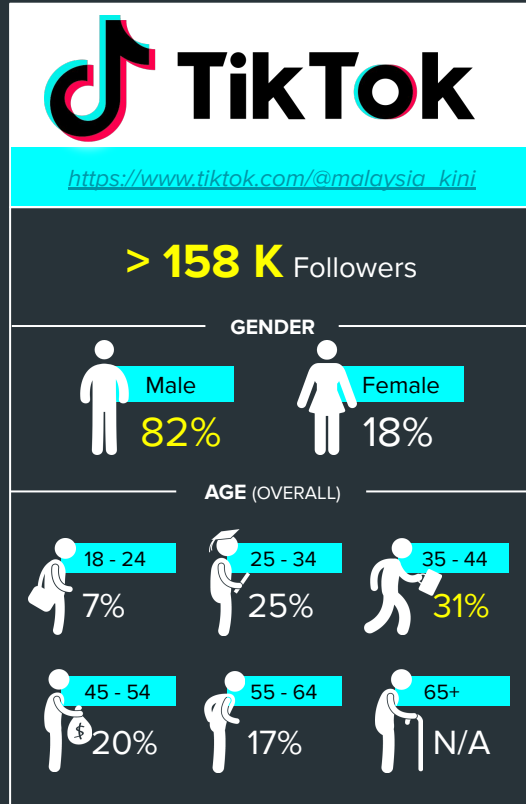 TikTok
https://www.tiktok.com/@malaysia_kini
> 158 K Followers
GENDER
Male
Female
82%
18%
AGE (OVERALL)
18 - 24
25 - 34
35 - 44
7%
25%
31%
45 - 54
55 - 64
65+
$
20%
17%
N/A